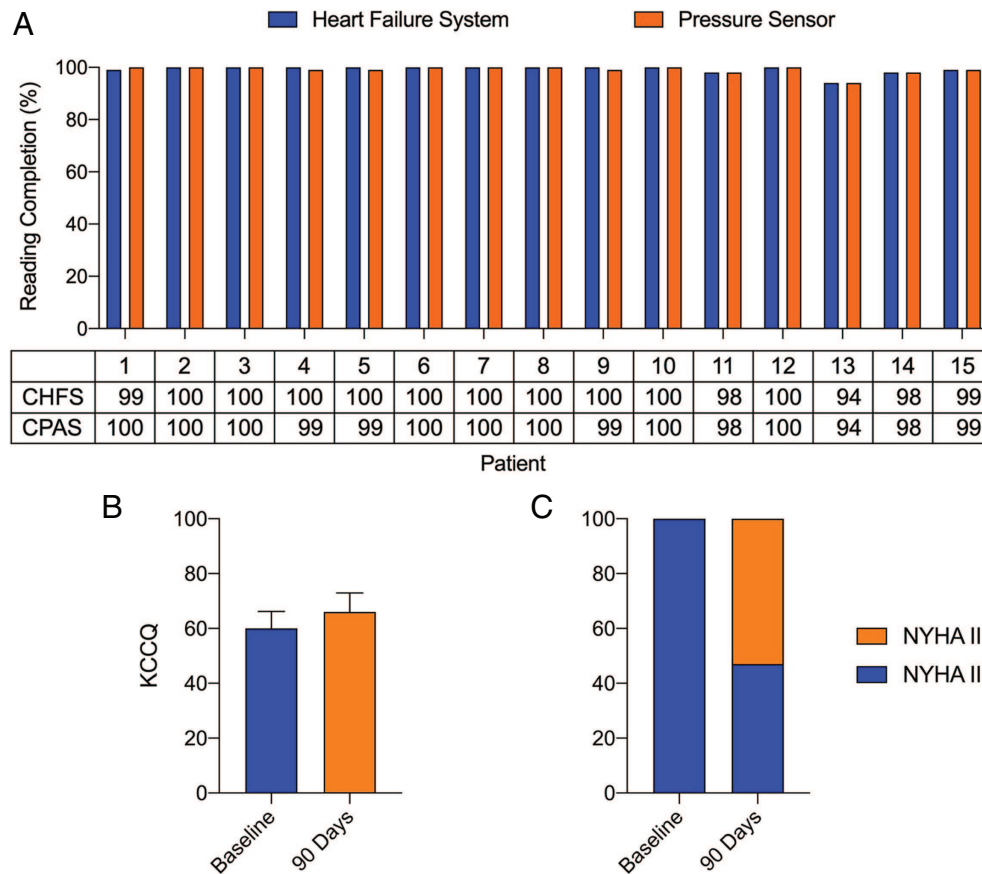 A
Heart Failure System Pressure Sensor
Reading Completion (%)
100
80
60
40
20
0
1 2 3 4 5 6 7 8 9 10 11 12 13 14 15
CHFS 99 100 100 100 100 100 100 100 100 100 98 100 94 98 99
CPAS 100 100 100 99 99 100 100 100 99 100 98 100 94 98 99
Patient
B
KCCQ
100
80
60
40
20
0
Baseline
90 Days
C
100
80
60
40
20
0
Baseline
90 Days
NYHA II
NYHA II